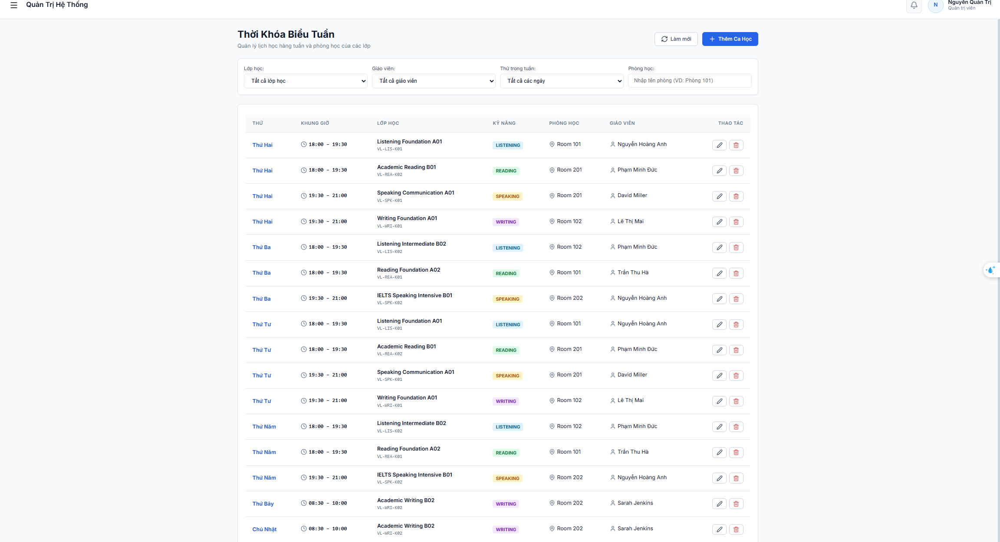 Quản Trị Hệ Thống
N
Nguyễn Quản Trị
Quản trị viên
Thời Khóa Biểu Tuần
Quản lý lịch học hàng tuần và phòng học của các lớp
Làm mới
Thêm Ca Học
Lớp học:
Giáo viên:
Thứ trong tuần:
Phòng học:
Tất cả lớp học
Tất cả giáo viên
Tất cả các ngày
Nhập tên phòng (VD: Phòng 101)
THỨ KHUNG GIỜ LỚP HỌC KỸ NĂNG PHÒNG HỌC GIÁO VIÊN THAO TÁC
Thứ Hai 18:00 - 19:30 Listening Foundation A01 LISTENING Room 101 Nguyễn Hoàng Anh
VL-LIS-K01
Thứ Hai 18:00 - 19:30 Academic Reading B01 READING Room 201 Phạm Minh Đức
VL-REA-K02
Thứ Hai 19:30 - 21:00 Speaking Communication A01 SPEAKING Room 201 David Miller
VL-SPK-K01
Thứ Hai 19:30 - 21:00 Writing Foundation A01 WRITING Room 102 Lê Thị Mai
VL-WRI-K01
Thứ Ba 18:00 - 19:30 Listening Intermediate B02 LISTENING Room 102 Phạm Minh Đức
VL-LIS-K02
Thứ Ba 18:00 - 19:30 Reading Foundation A02 READING Room 101 Trần Thu Hà
VL-REA-K01
Thứ Ba 19:30 - 21:00 IELTS Speaking Intensive B01 SPEAKING Room 202 Nguyễn Hoàng Anh
VL-SPK-K02
Thứ Tư 18:00 - 19:30 Listening Foundation A01 LISTENING Room 101 Nguyễn Hoàng Anh
VL-LIS-K01
Thứ Tư 18:00 - 19:30 Academic Reading B01 READING Room 201 Phạm Minh Đức
VL-REA-K02
Thứ Tư 19:30 - 21:00 Speaking Communication A01 SPEAKING Room 201 David Miller
VL-SPK-K01
Thứ Tư 19:30 - 21:00 Writing Foundation A01 WRITING Room 102 Lê Thị Mai
VL-WRI-K01
Thứ Năm 18:00 - 19:30 Listening Intermediate B02 LISTENING Room 102 Phạm Minh Đức
VL-LIS-K02
Thứ Năm 18:00 - 19:30 Reading Foundation A02 READING Room 101 Trần Thu Hà
VL-REA-K01
Thứ Năm 19:30 - 21:00 IELTS Speaking Intensive B01 SPEAKING Room 202 Nguyễn Hoàng Anh
VL-SPK-K02
Thứ Bảy 08:30 - 10:00 Academic Writing B02 WRITING Room 202 Sarah Jenkins
VL-WRI-K02
Chủ Nhật 08:30 - 10:00 Academic Writing B02 WRITING Room 202 Sarah Jenkins
VL-WRI-K02